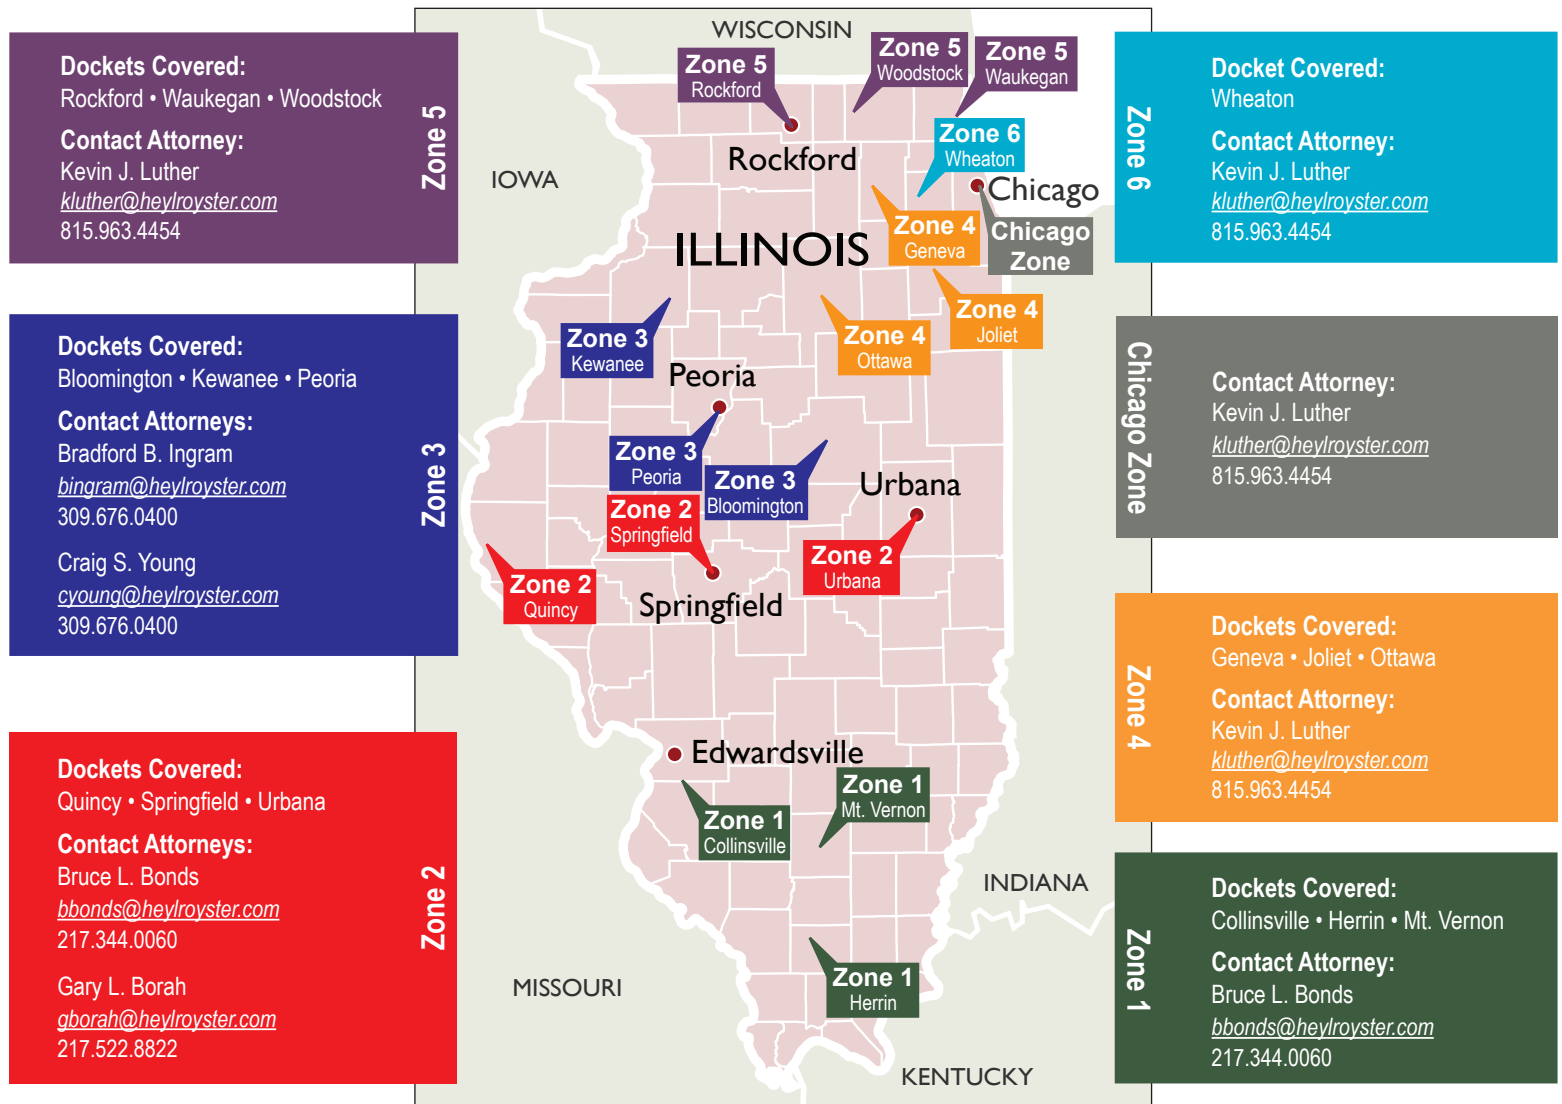 Dockets Covered:
Rockford • Waukegan • Woodstock
Contact Attorney:
Kevin J. Luther
kluther@heylroyster.com
815.963.4454
Zone 5
Dockets Covered:
Bloomington • Kewanee • Peoria
Contact Attorneys:
Bradford B. Ingram
bingram@heylroyster.com
309.676.0400
Craig S. Young
cyoung@heylroyster.com
309.676.0400
Zone 3
Dockets Covered:
Quincy • Springfield • Urbana
Contact Attorneys:
Bruce L. Bonds
bbonds@heylroyster.com
217.344.0060
Gary L. Borah
gborah@heylroyster.com
217.522.8822
Zone 2
WISCONSIN
Zone 5
Rockford
Zone 5
Woodstock
Zone 5
Waukegan
Rockford
Zone 6
Wheaton
IOWA
Chicago
Chicago
Zone
Zone 4
Geneva
ILLINOIS
Zone 4
Joliet
Zone 3
Kewanee
Zone 4
Ottawa
Peoria
Zone 3
Peoria
Zone 3
Bloomington
Urbana
Zone 2
Springfield
Zone 2
Urbana
Zone 2
Quincy
Springfield
Edwardsville
Zone 1
Mt. Vernon
Zone 1
Collinsville
INDIANA
Zone 1
Herrin
MISSOURI
KENTUCKY
Zone 6
Docket Covered:
Wheaton
Contact Attorney:
Kevin J. Luther
kluther@heylroyster.com
815.963.4454
Chicago Zone
Contact Attorney:
Kevin J. Luther
kluther@heylroyster.com
815.963.4454
Zone 4
Dockets Covered:
Geneva • Joliet • Ottawa
Contact Attorney:
Kevin J. Luther
kluther@heylroyster.com
815.963.4454
Zone 1
Dockets Covered:
Collinsville • Herrin • Mt. Vernon
Contact Attorney:
Bruce L. Bonds
bbonds@heylroyster.com
217.344.0060